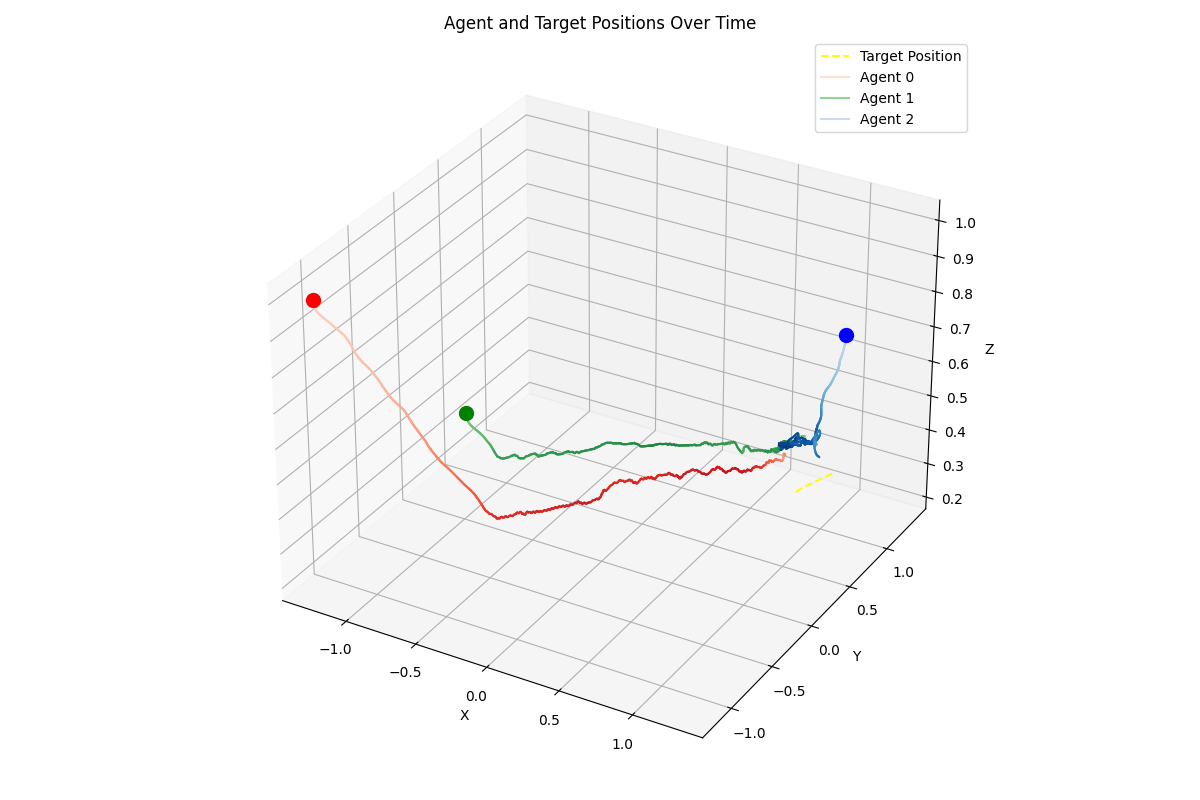 Agent and Target Positions Over Time
Target Position
Agent 0
Agent 1
Agent 2
1.0
0.9
0.8
0.7
0.6
0.5
0.4
0.3
0.2
Z
1.0
0.5
0.0
−0.5
−1.0
Y
−1.0
−0.5
0.0
0.5
1.0
X